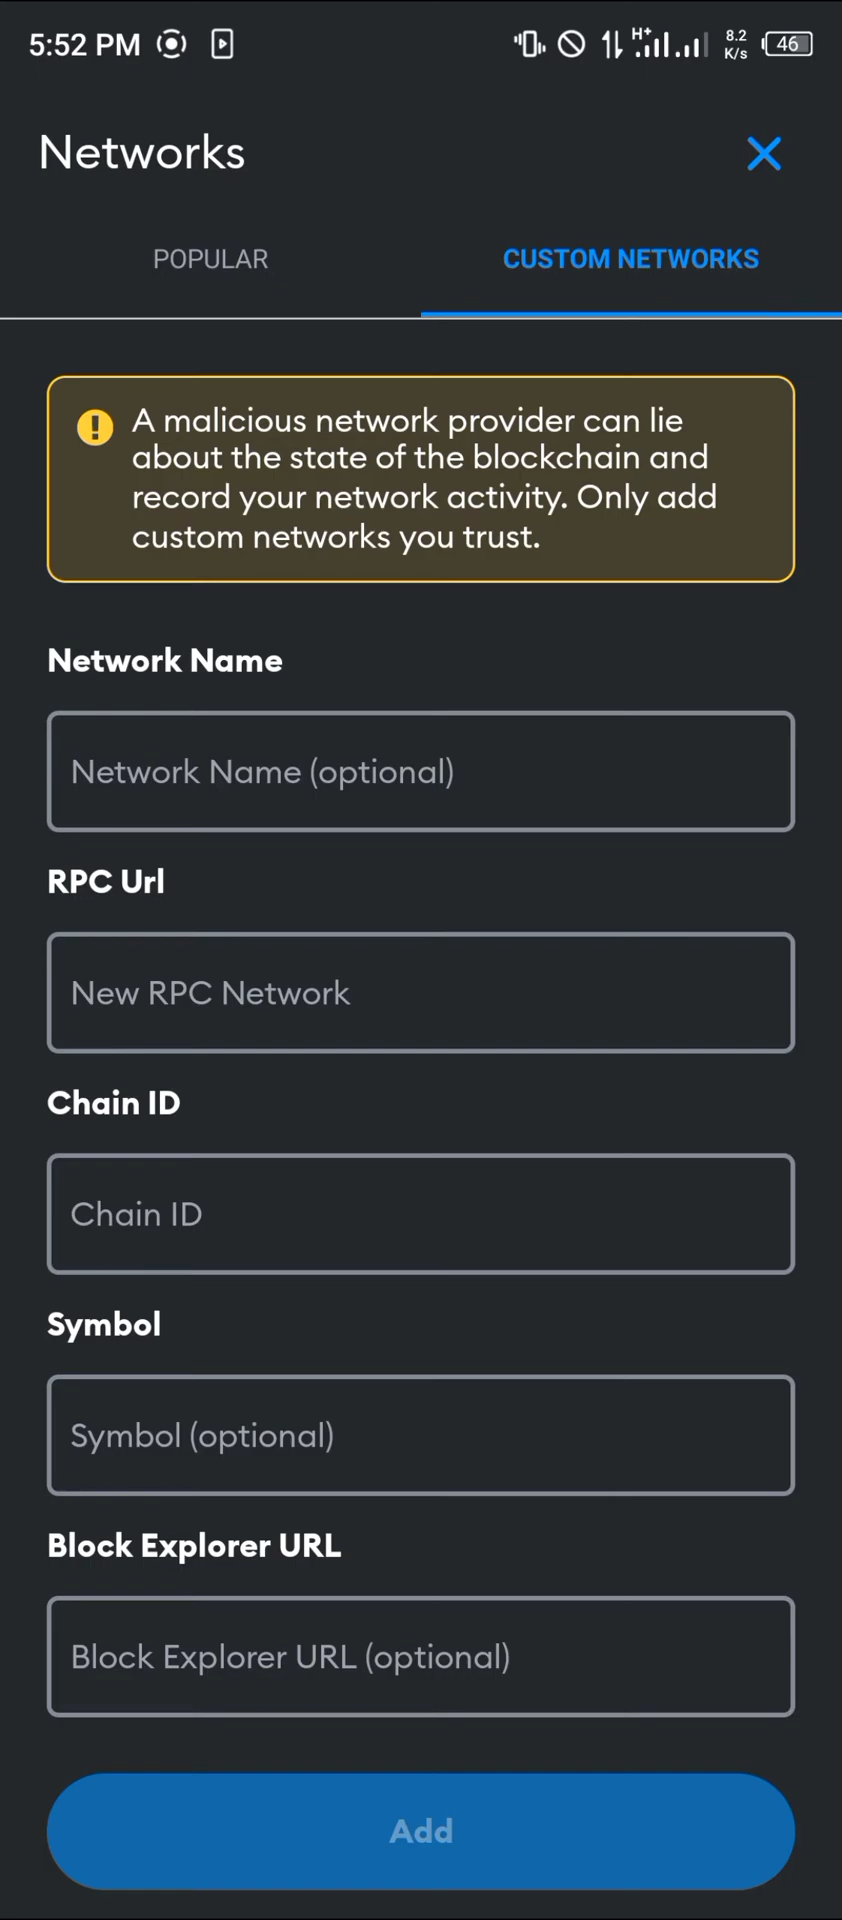 5:52 PM
H+
8.2
K/s
46
Networks
POPULAR
CUSTOM NETWORKS
A malicious network provider can lie
about the state of the blockchain and
record your network activity. Only add
custom networks you trust.
Network Name
Network Name (optional)
RPC Url
New RPC Network
Chain ID
Chain ID
Symbol
Symbol (optional)
Block Explorer URL
Block Explorer URL (optional)
Add